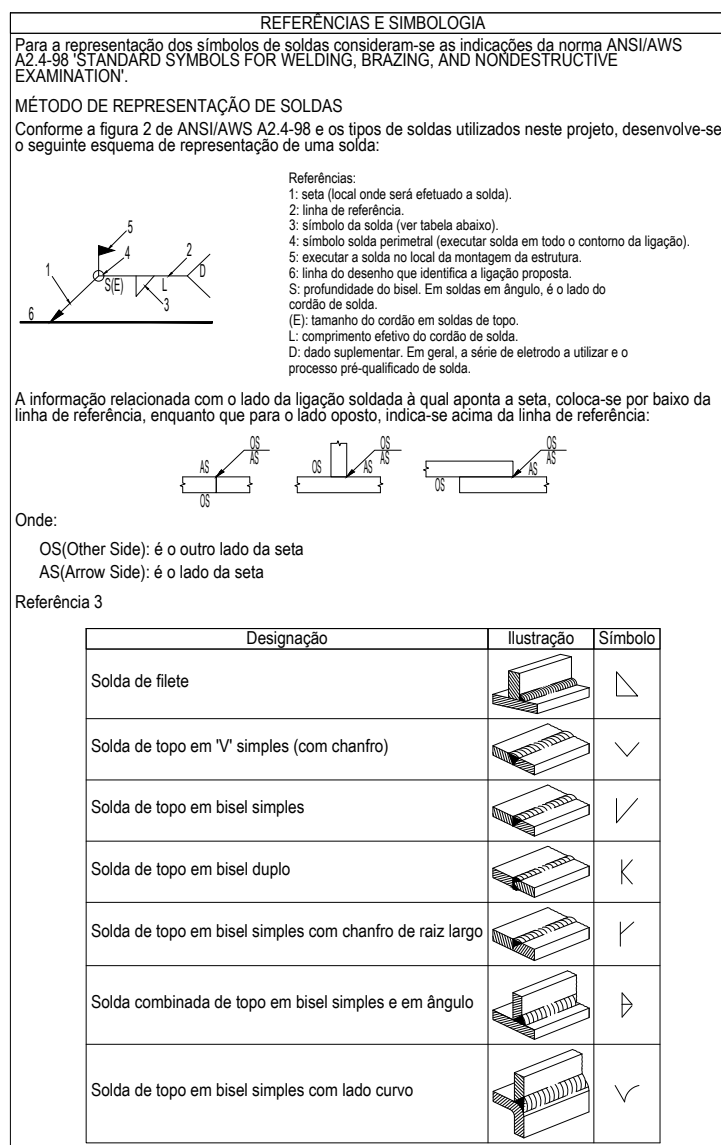 REFERÊNCIAS E SIMBOLOGIA
Para a representação dos símbolos de soldas consideram-se as indicações da norma ANSI/AWS
A2.4-98 'STANDARD SYMBOLS FOR WELDING, BRAZING, AND NONDESTRUCTIVE
EXAMINATION'.
MÉTODO DE REPRESENTAÇÃO DE SOLDAS
Conforme a figura 2 de ANSI/AWS A2.4-98 e os tipos de soldas utilizados neste projeto, desenvolve-se
o seguinte esquema de representação de uma solda:
5
4
2
1
D
S(E)
L
3
6
Referências:
1: seta (local onde será efetuado a solda).
2: linha de referência.
3: símbolo da solda (ver tabela abaixo).
4: símbolo solda perimetral (executar solda em todo o contorno da ligação).
5: executar a solda no local da montagem da estrutura.
6: linha do desenho que identifica a ligação proposta.
S: profundidade do bisel. Em soldas em ângulo, é o lado do
cordão de solda.
(E): tamanho do cordão em soldas de topo.
L: comprimento efetivo do cordão de solda.
D: dado suplementar. Em geral, a série de eletrodo a utilizar e o
processo pré-qualificado de solda.
A informação relacionada com o lado da ligação soldada à qual aponta a seta, coloca-se por baixo da
linha de referência, enquanto que para o lado oposto, indica-se acima da linha de referência:
OS
AS
AS
OS
OS
AS
OS
AS
OS
AS
AS
OS
Onde:
OS(Other Side): é o outro lado da seta
AS(Arrow Side): é o lado da seta
Referência 3
Designação Ilustração Símbolo
Solda de filete
Solda de topo em 'V' simples (com chanfro)
Solda de topo em bisel simples
Solda de topo em bisel duplo
Solda de topo em bisel simples com chanfro de raiz largo
Solda combinada de topo em bisel simples e em ângulo
Solda de topo em bisel simples com lado curvo